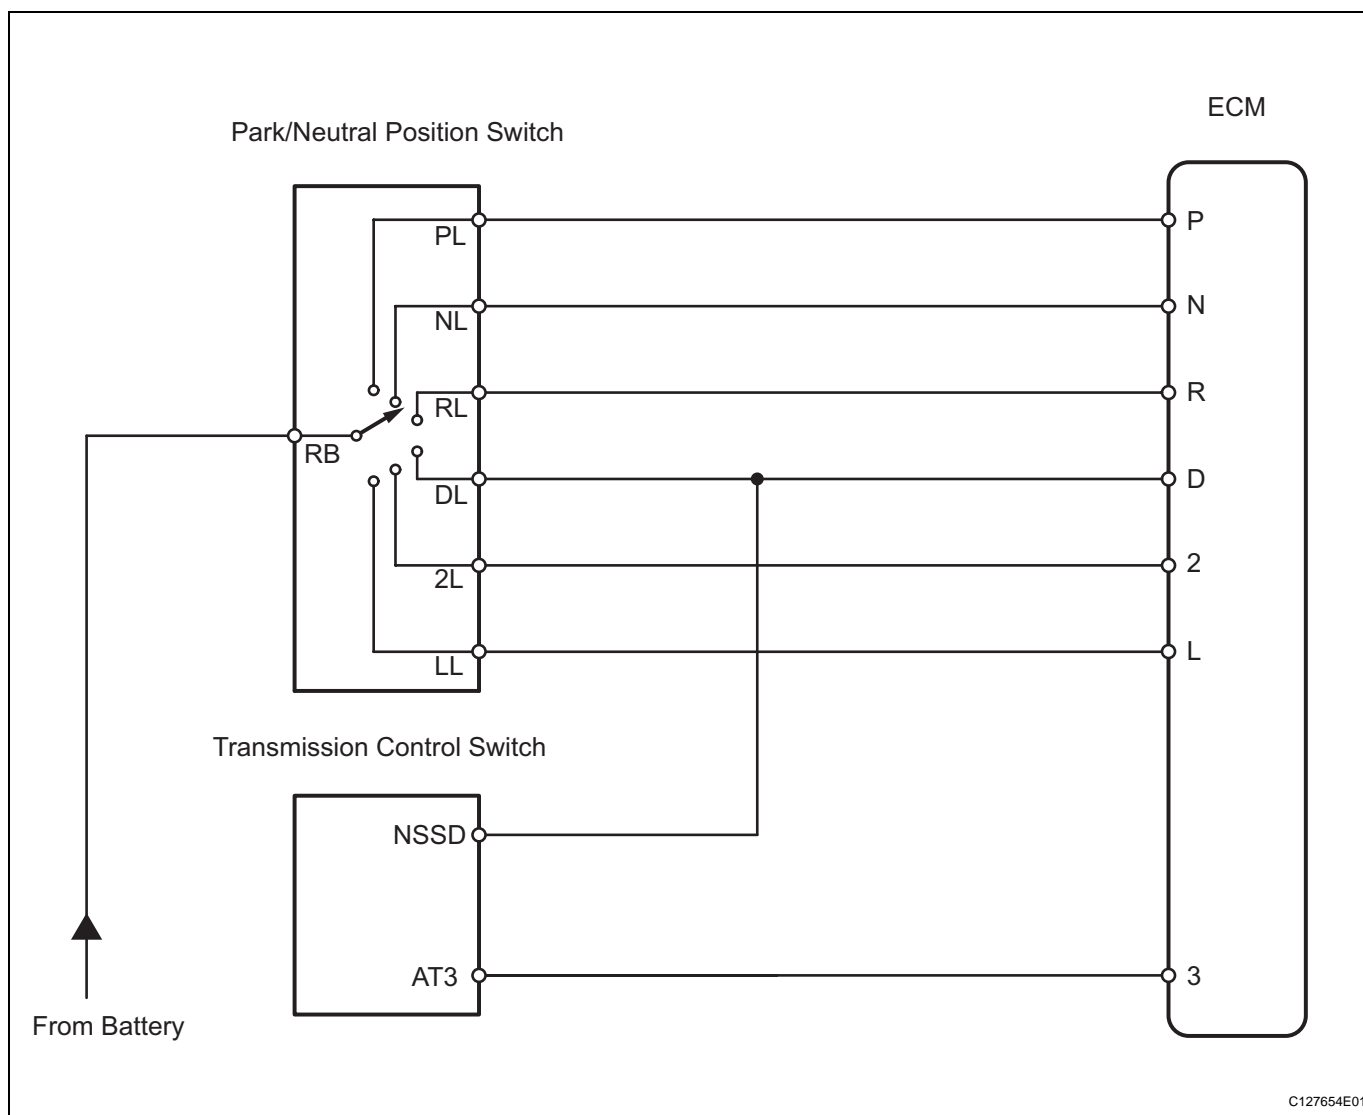 ECM
Park/Neutral Position Switch
PL
P
NL
N
RL
R
RB
DL
D
2L
2
LL
L
Transmission Control Switch
NSSD
AT3
3
From Battery
C127654E01